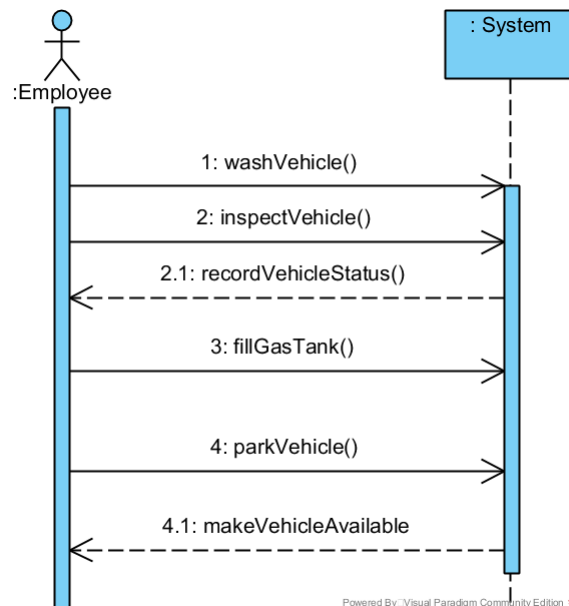 : System
:Employee
1: washVehicle()
2: inspectVehicle()
2.1: recordVehicleStatus()
3: fillGasTank()
4: parkVehicle()
4.1: makeVehicleAvailable
Powered By Visual Paradigm Community Edition